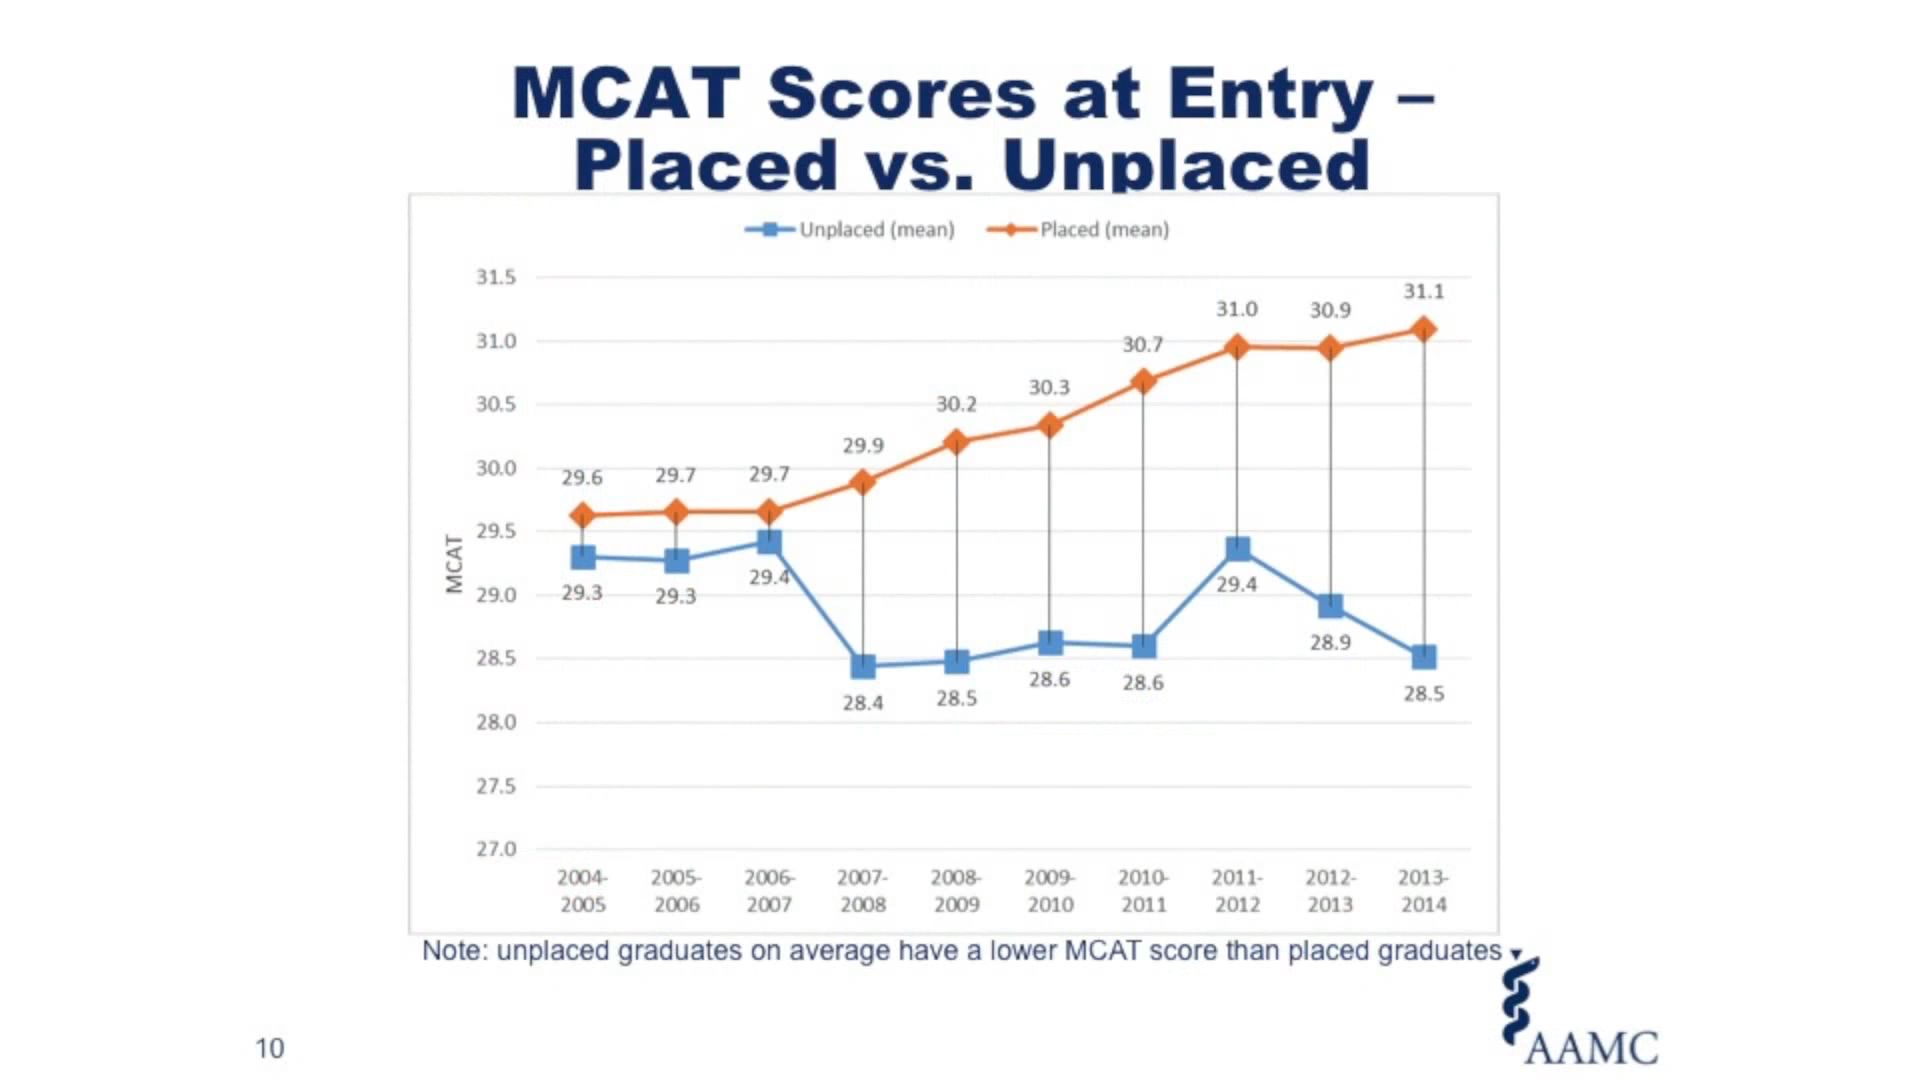 MCAT Scores at Entry –
Placed vs. Unplaced
Unplaced (mean) Placed (mean)
31.5
31.0
30.5
30.0
29.5
29.0
28.5
28.0
27.5
27.0
MCAT
29.6 29.7 29.7 29.9 30.2 30.3 30.7 31.0 30.9 31.1
29.3 29.3 29.4 28.4 28.5 28.6 28.6 29.4 28.9 28.5
2004- 2005- 2006- 2007- 2008- 2009- 2010- 2011- 2012- 2013-
2005 2006 2007 2008 2009 2010 2011 2012 2013 2014
Note: unplaced graduates on average have a lower MCAT score than placed graduates
10
AAMC